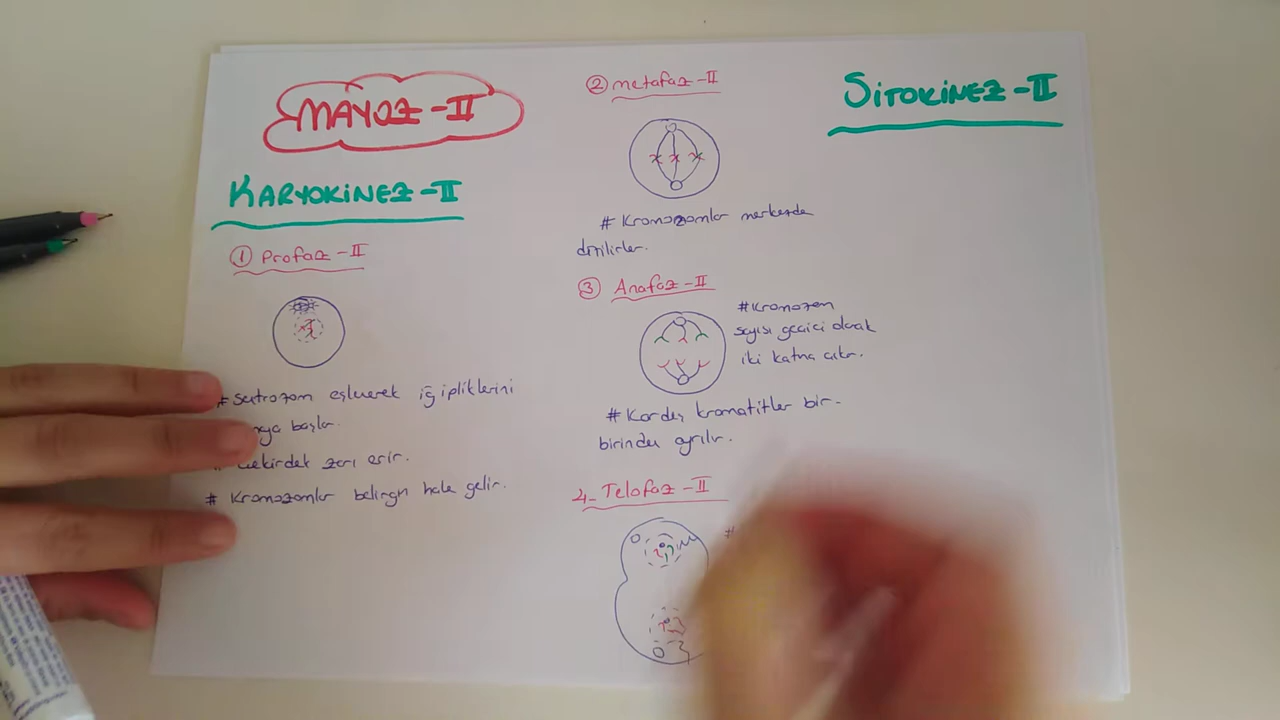 MAYOZ-II
KARYOKİNEZ-II
① Profaz-II
# Sentrozom eşlenerek iğ ipliklerini
başlar.
# Çekirdek zarı erir.
# Kromozomlar belirgin hale gelir.
② metafaz-II
# Kromozomlar merkezde
dizilirler.
③ Anafaz-II
#Kromozom
sayısı geçici olarak
iki katına çıkar.
# Kardeş kromatitler bir-
birinden ayrılır.
4- Telofaz-II
#
SİTOKİNEZ-II